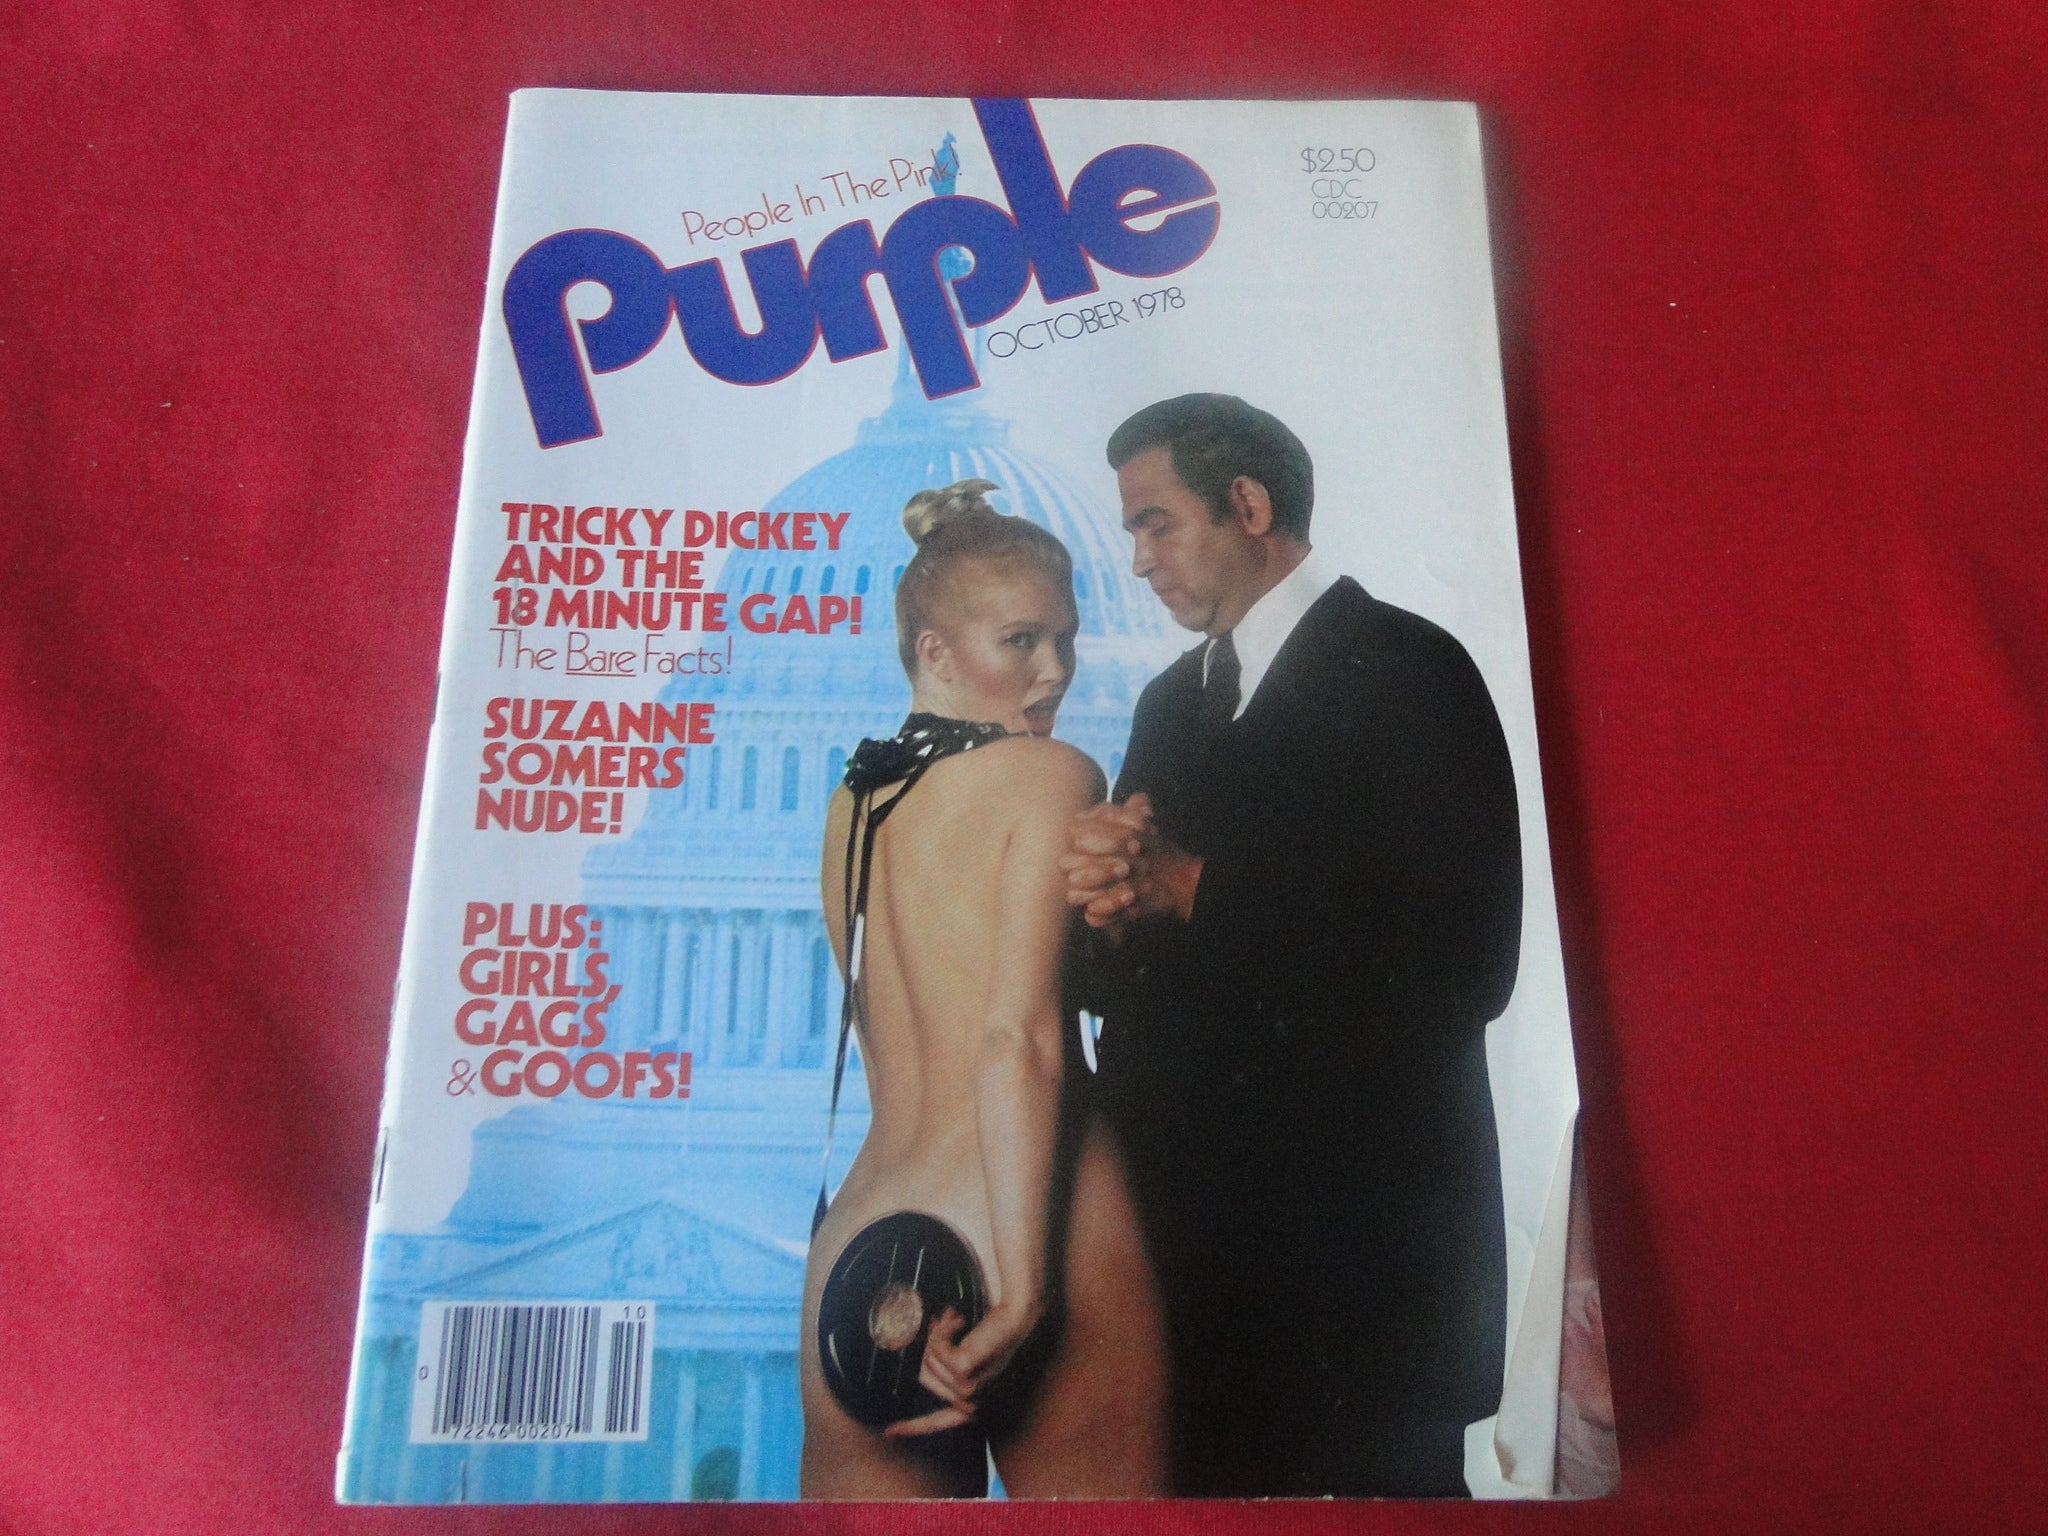 People In The Pink!
purple
OCTOBER 1978
$2.50
CDC
00207
TRICKY DICKEY
AND THE
18 MINUTE GAP!
The Bare Facts!
SUZANNE
SOMERS
NUDE!
PLUS:
GIRLS,
GAGS
& GOOFS!
10
0
72246 00207